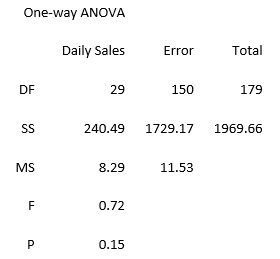 One-way ANOVA
Daily Sales Error Total
DF 29 150 179
SS 240.49 1729.17 1969.66
MS 8.29 11.53
F 0.72
P 0.15